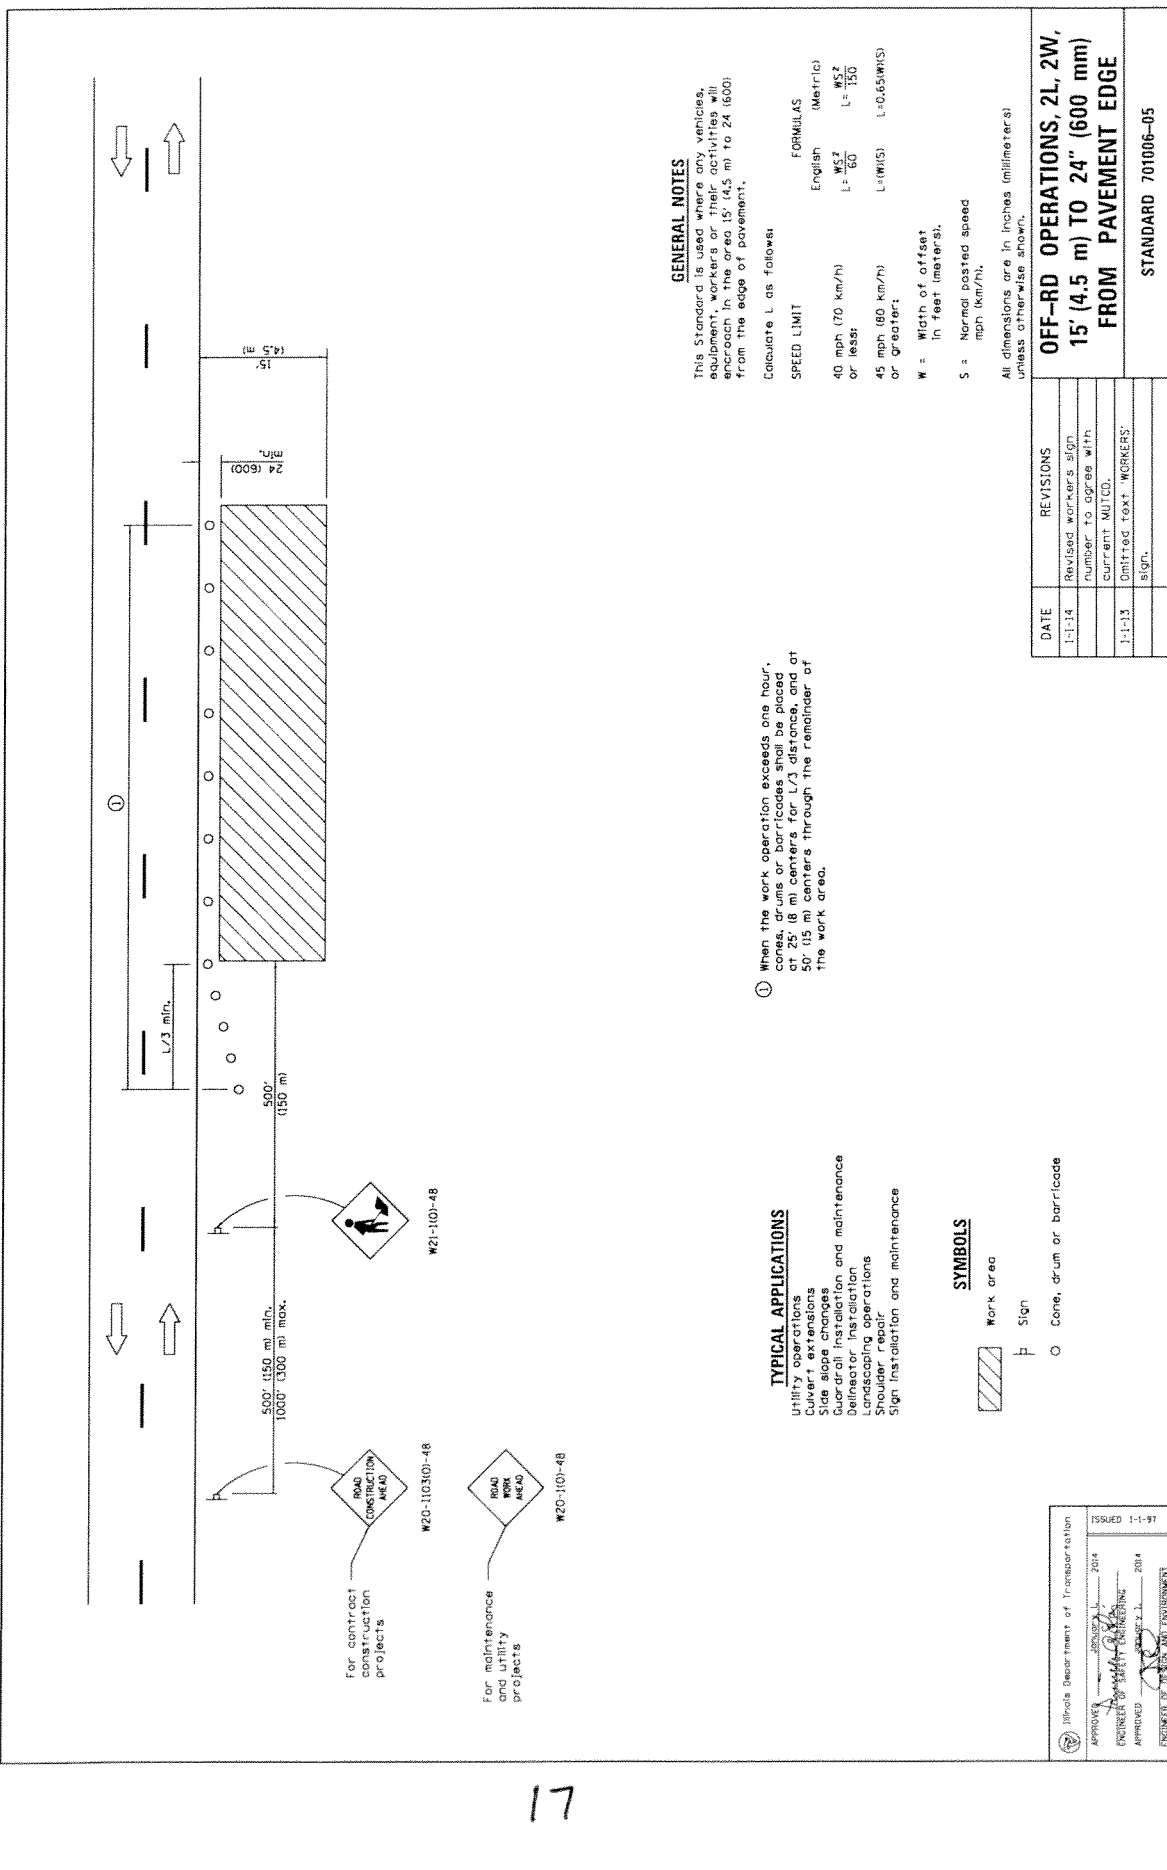 For contract
construction
projects
For maintenance
and utility
projects
ROAD
CONSTRUCTION
AHEAD
W20-1103(O)-48
ROAD
WORK
AHEAD
W20-1(O)-48
500' (150 m) min.
1000' (300 m) max.
W21-1(O)-48
500'
(150 m)
L/3 min.
①
24 (600)
min.
15'
(4.5 m)
TYPICAL APPLICATIONS
Utility operations
Culvert extensions
Side slope changes
Guardrail installation and maintenance
Delineator installation
Landscaping operations
Shoulder repair
Sign installation and maintenance
SYMBOLS
Work area
Sign
Cone, drum or barricade
① When the work operation exceeds one hour,
cones, drums or barricades shall be placed
at 25' (8 m) centers for L/3 distance, and at
50' (15 m) centers through the remainder of
the work area.
GENERAL NOTES
This Standard is used where any vehicles,
equipment, workers or their activities will
encroach in the area 15' (4.5 m) to 24 (600)
from the edge of pavement.
Calculate L as follows:
SPEED LIMIT FORMULAS
English (Metric)
40 mph (70 km/h) L= WS²/60 L= WS²/150
or less:
45 mph (80 km/h) L=(W)(S) L=0.65(W)(S)
or greater:
W = Width of offset
in feet (meters).
S = Normal posted speed
mph (km/h).
All dimensions are in inches (millimeters)
unless otherwise shown.
Illinois Department of Transportation
APPROVED January 1, 2014
ENGINEER OF SAFETY ENGINEERING
APPROVED January 1, 2014
ENGINEER OF DESIGN AND ENVIRONMENT
ISSUED 1-1-97
DATE REVISIONS
1-1-14 Revised workers sign
number to agree with
current MUTCD.
1-1-13 Omitted text 'WORKERS'
sign.
OFF-RD OPERATIONS, 2L, 2W,
15' (4.5 m) TO 24" (600 mm)
FROM PAVEMENT EDGE
STANDARD 701006-05
17